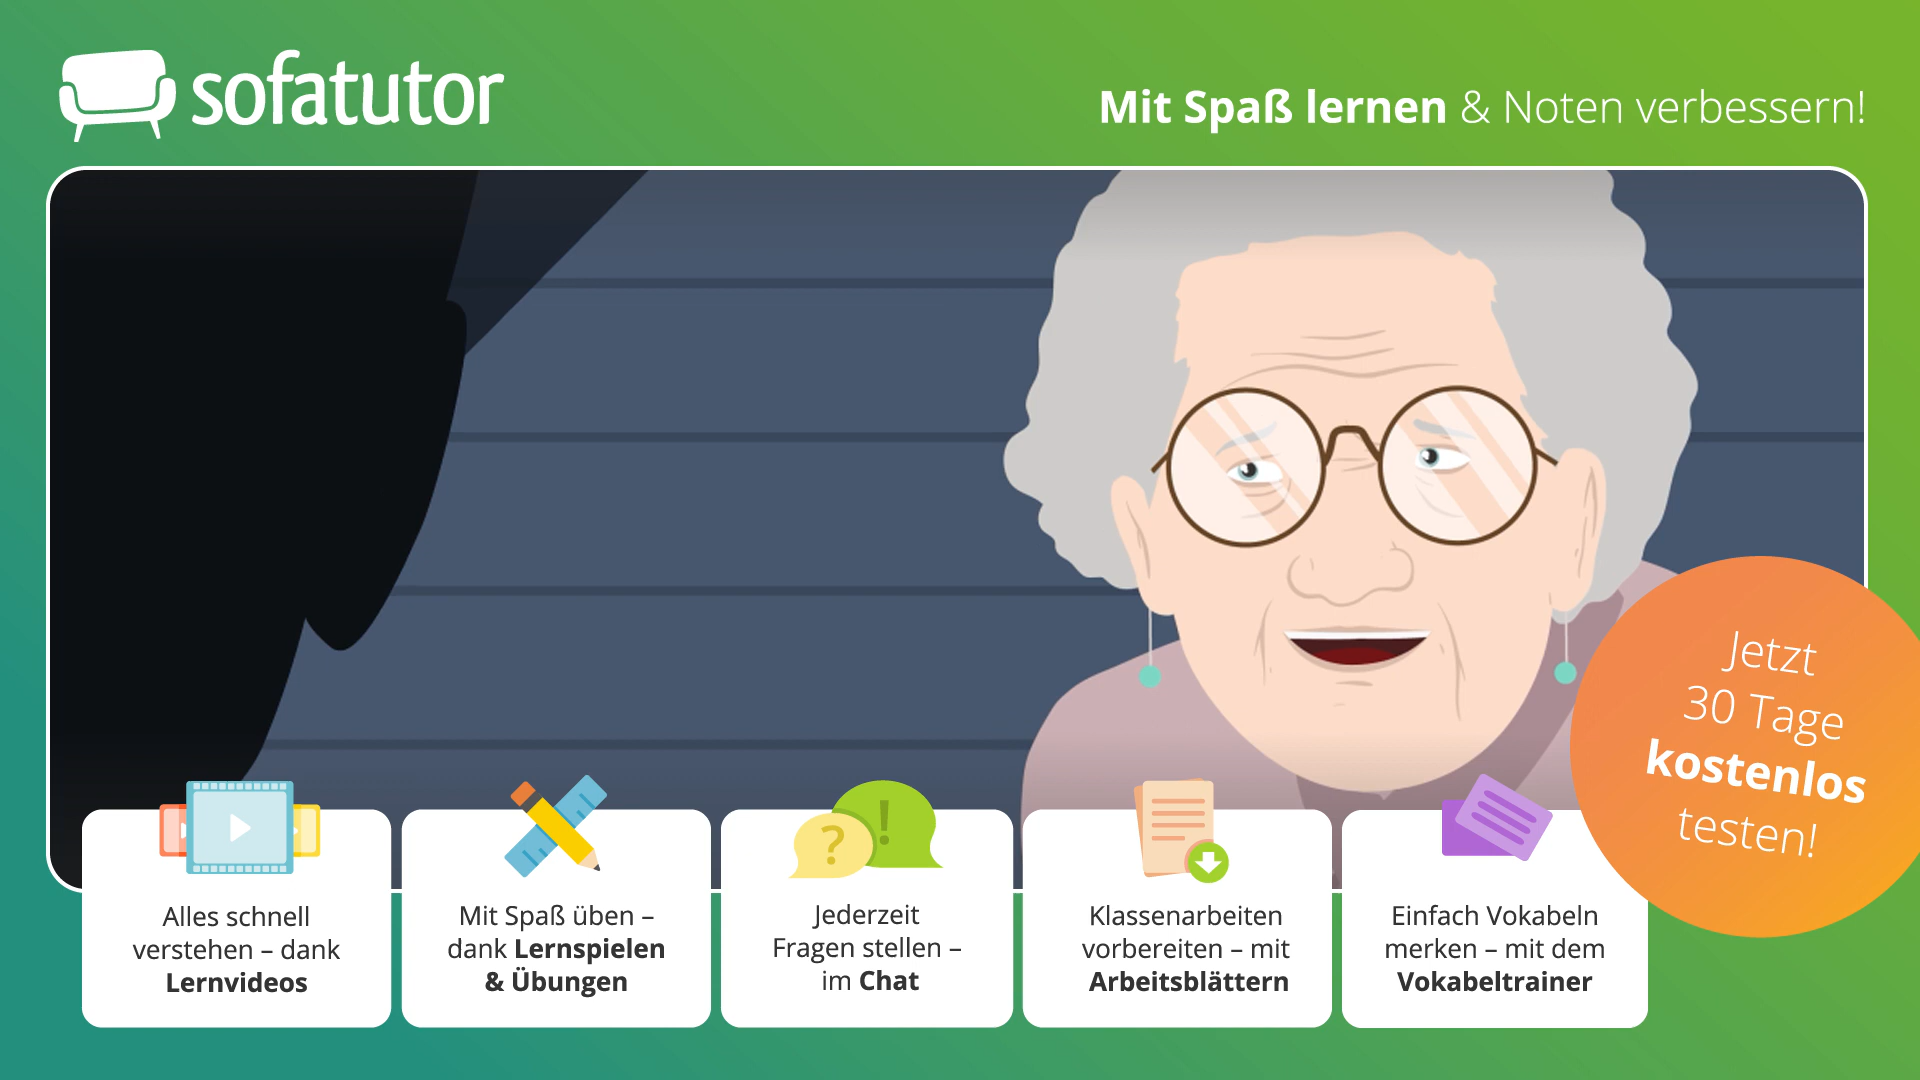 sofatutor
Mit Spaß lernen & Noten verbessern!
Jetzt
30 Tage
kostenlos
testen!
?
!
Alles schnell
verstehen – dank
Lernvideos
Mit Spaß üben –
dank Lernspielen
& Übungen
Jederzeit
Fragen stellen –
im Chat
Klassenarbeiten
vorbereiten – mit
Arbeitsblättern
Einfach Vokabeln
merken – mit dem
Vokabeltrainer